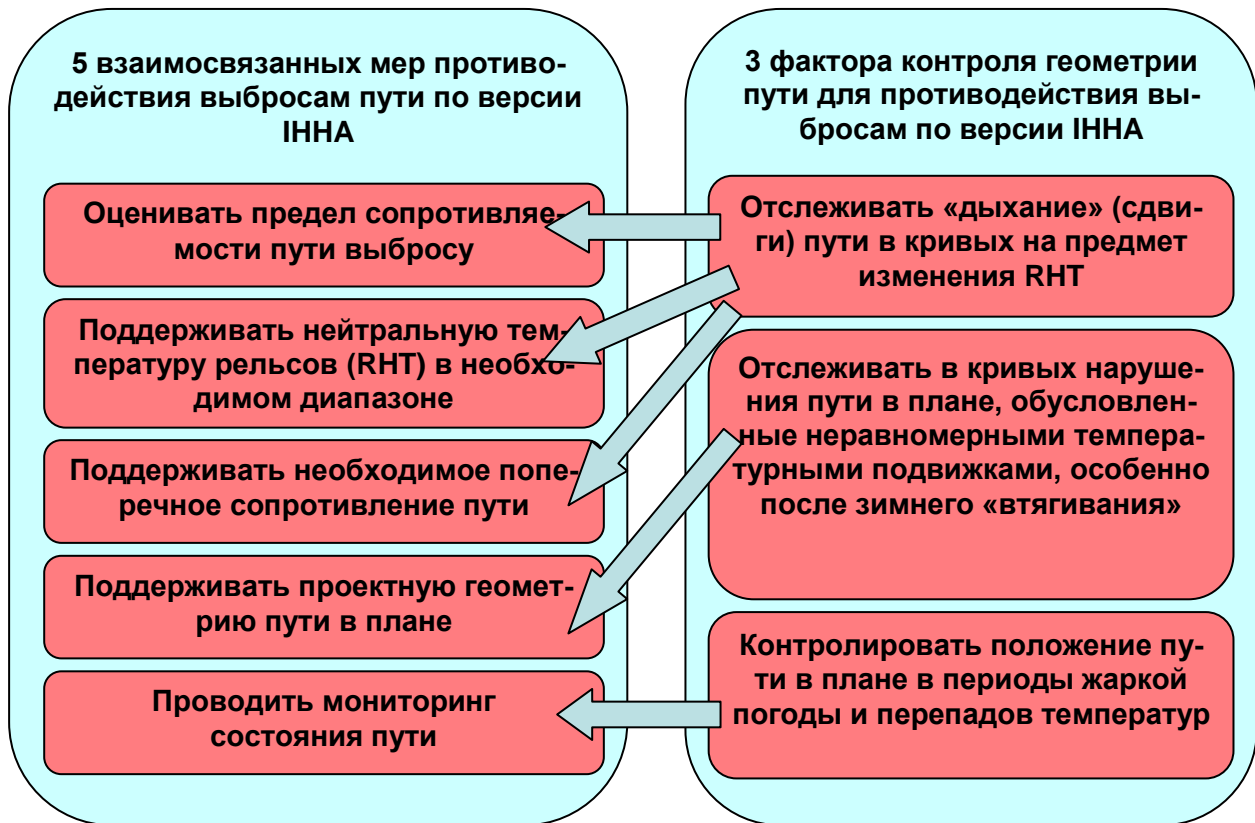 5 взаимосвязанных мер противо-
действия выбросам пути по версии
IHHA
Оценивать предел сопротивляе-
мости пути выбросу
Поддерживать нейтральную тем-
пературу рельсов (RHT) в необхо-
димом диапазоне
Поддерживать необходимое попе-
речное сопротивление пути
Поддерживать проектную геомет-
рию пути в плане
Проводить мониторинг
состояния пути
3 фактора контроля геометрии
пути для противодействия вы-
бросам по версии IHHA
Отслеживать «дыхание» (сдви-
ги) пути в кривых на предмет
изменения RHT
Отслеживать в кривых наруше-
ния пути в плане, обусловлен-
ные неравномерными темпера-
турными подвижками, особенно
после зимнего «втягивания»
Контролировать положение пу-
ти в плане в периоды жаркой
погоды и перепадов температур